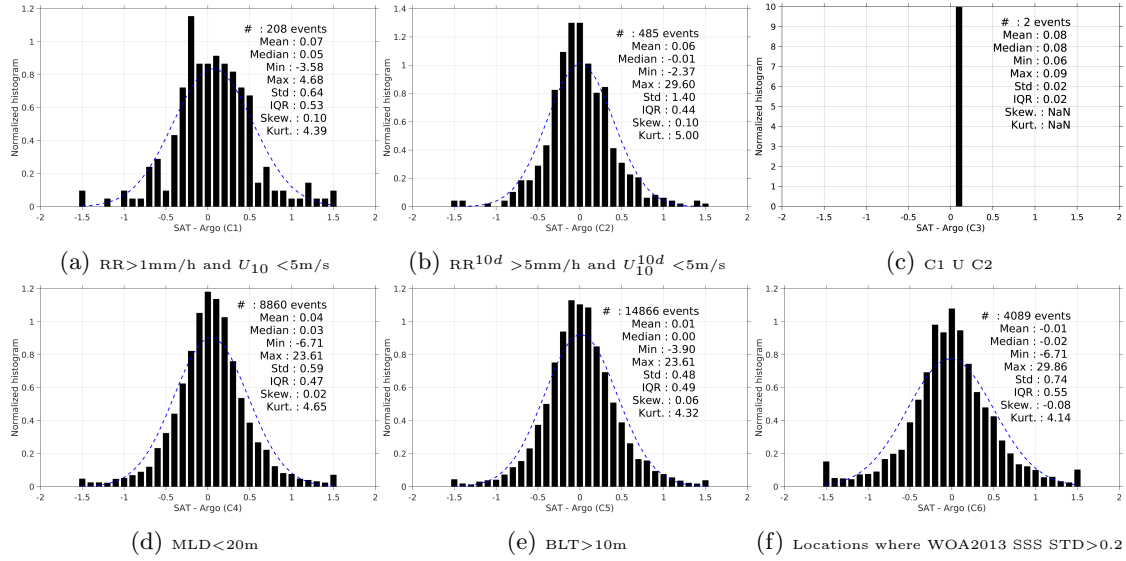 1.2
1
0.8
0.6
0.4
0.2
0
-2 -1.5 -1 -0.5 0 0.5 1 1.5 2
Normalized histogram
SAT - Argo (C1)
# : 208 events
Mean : 0.07
Median : 0.05
Min : -3.58
Max : 4.68
Std : 0.64
IQR : 0.53
Skew. : 0.10
Kurt. : 4.39
(a) RR>1mm/h and U10 <5m/s
1.4
1.2
1
0.8
0.6
0.4
0.2
0
-2 -1.5 -1 -0.5 0 0.5 1 1.5 2
Normalized histogram
SAT - Argo (C2)
# : 485 events
Mean : 0.06
Median : -0.01
Min : -2.37
Max : 29.60
Std : 1.40
IQR : 0.44
Skew. : 0.10
Kurt. : 5.00
(b) RR10d >5mm/h and U10d10 <5m/s
10
9
8
7
6
5
4
3
2
1
0
-2 -1.5 -1 -0.5 0 0.5 1 1.5 2
Normalized histogram
SAT - Argo (C3)
# : 2 events
Mean : 0.08
Median : 0.08
Min : 0.06
Max : 0.09
Std : 0.02
IQR : 0.02
Skew. : NaN
Kurt. : NaN
(c) C1 U C2
1.2
1
0.8
0.6
0.4
0.2
0
-2 -1.5 -1 -0.5 0 0.5 1 1.5 2
Normalized histogram
SAT - Argo (C4)
# : 8860 events
Mean : 0.04
Median : 0.03
Min : -6.71
Max : 23.61
Std : 0.59
IQR : 0.47
Skew. : 0.02
Kurt. : 4.65
(d) MLD<20m
1.2
1
0.8
0.6
0.4
0.2
0
-2 -1.5 -1 -0.5 0 0.5 1 1.5 2
Normalized histogram
SAT - Argo (C5)
# : 14866 events
Mean : 0.01
Median : 0.00
Min : -3.90
Max : 23.61
Std : 0.48
IQR : 0.49
Skew. : 0.06
Kurt. : 4.32
(e) BLT>10m
1.2
1
0.8
0.6
0.4
0.2
0
-2 -1.5 -1 -0.5 0 0.5 1 1.5 2
Normalized histogram
SAT - Argo (C6)
# : 4089 events
Mean : -0.01
Median : -0.02
Min : -6.71
Max : 29.86
Std : 0.74
IQR : 0.55
Skew. : -0.08
Kurt. : 4.14
(f) Locations where WOA2013 SSS STD>0.2